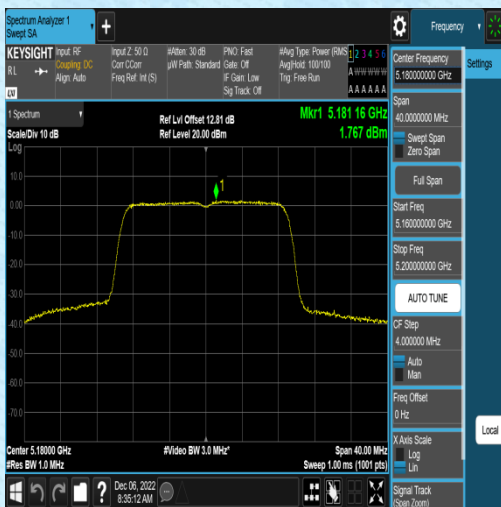 Spectrum Analyzer 1
Swept SA
+
Frequency
KEYSIGHT
RL
LXI
Input: RF
Coupling: DC
Align: Auto
Input Z: 50 Ω
Corr CCorr
Freq Ref: Int (S)
#Atten: 30 dB
µW Path: Standard
PNO: Fast
Gate: Off
IF Gain: Low
Sig Track: Off
#Avg Type: Power (RMS
Avg|Hold: 100/100
Trig: Free Run
1 2 3 4 5 6
A W W W W W
A A A A A A
1 Spectrum
Scale/Div 10 dB
Ref Lvl Offset 12.81 dB
Ref Level 20.00 dBm
Mkr1 5.181 16 GHz
1.767 dBm
Log
1
10.0
0.00
-10.0
-20.0
-30.0
-40.0
-50.0
-60.0
-70.0
Center 5.18000 GHz
#Res BW 1.0 MHz
#Video BW 3.0 MHz*
Span 40.00 MHz
Sweep 1.00 ms (1001 pts)
Dec 06, 2022
8:35:12 AM
?
Center Frequency
5.180000000 GHz
Span
40.0000000 MHz
Swept Span
Zero Span
Full Span
Start Freq
5.160000000 GHz
Stop Freq
5.200000000 GHz
AUTO TUNE
CF Step
4.000000 MHz
Auto
Man
Freq Offset
0 Hz
X Axis Scale
Log
Lin
Signal Track
(Span Zoom)
Settings
Local